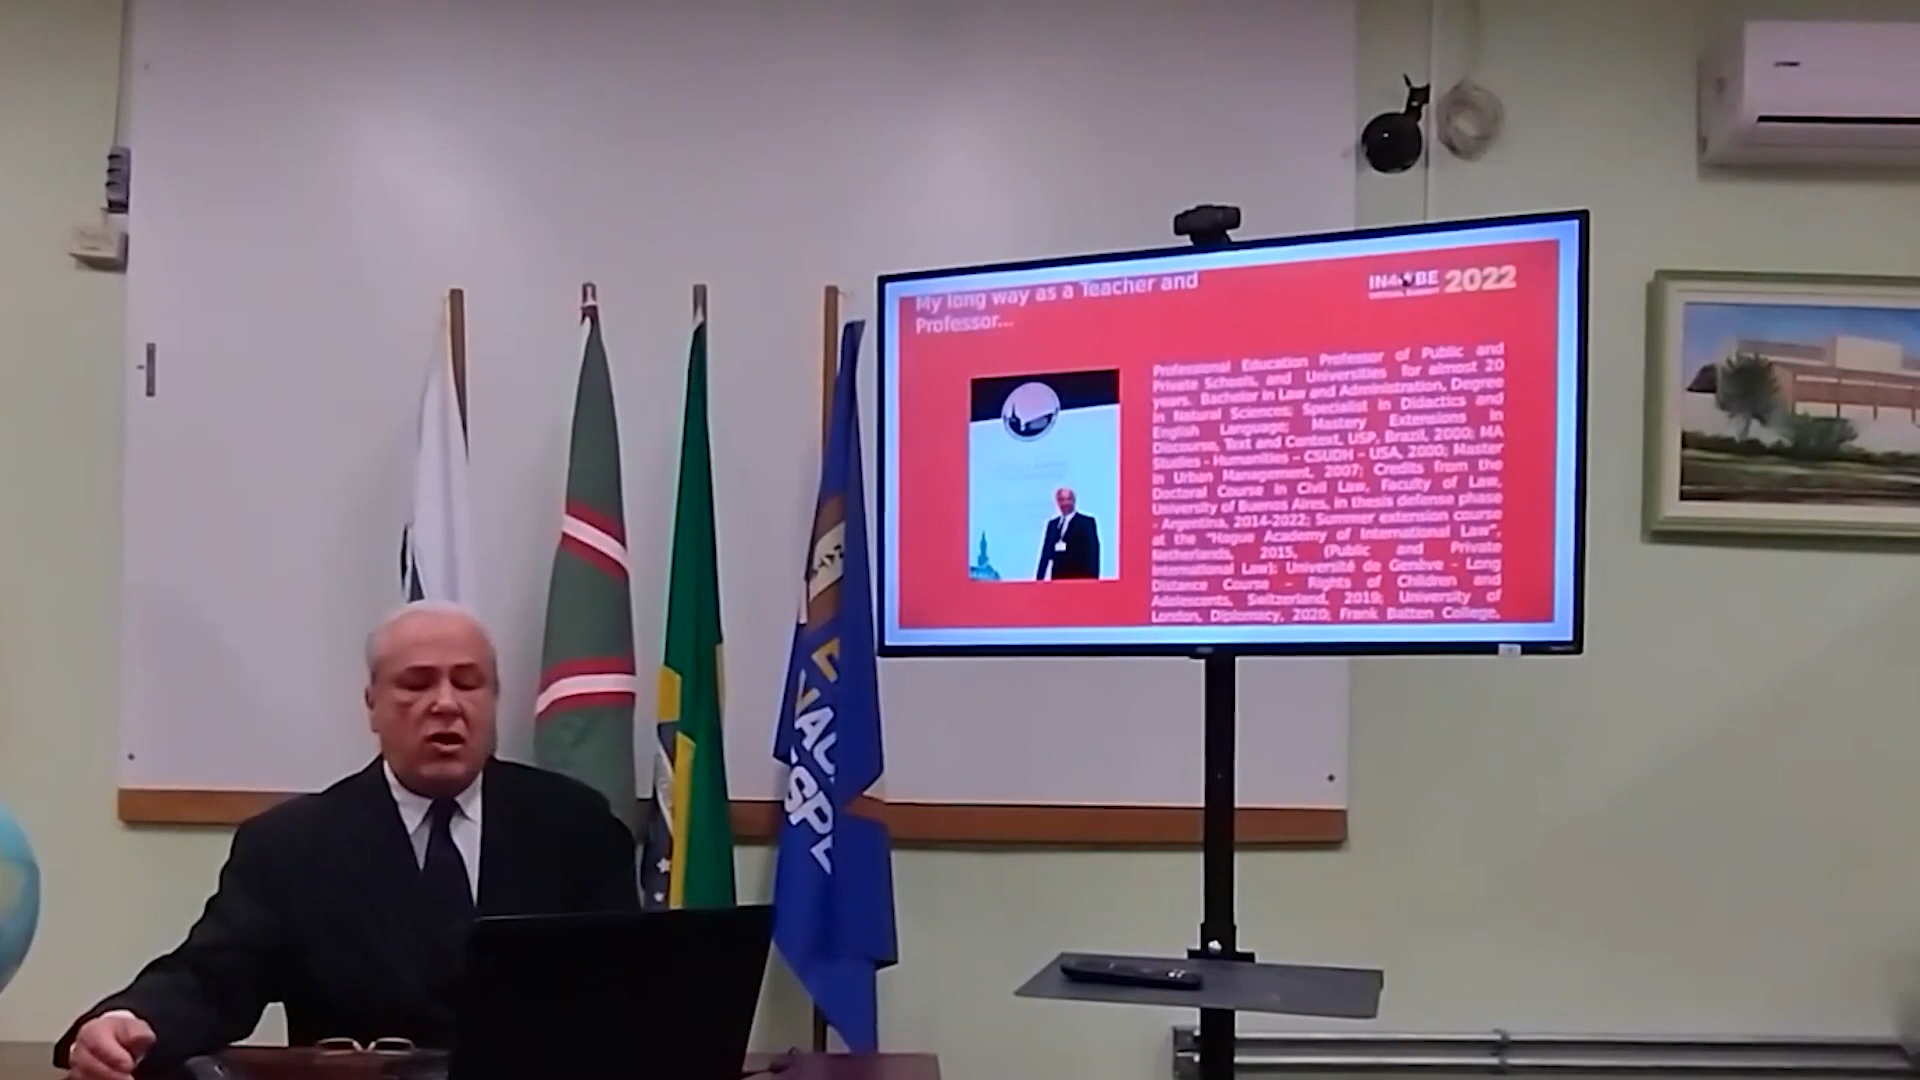 My long way as a Teacher and
Professor...
BE 2022
Professional Education Professor of Public and
Private Schools, and Universities for almost 20
years. Bachelor in Law and Administration, Degree
in Natural Sciences; Specialist in Didactics and
English Language; Mastery Extensions in
Discourse, Text and Context, USP, Brazil, 2000; MA
Studies - Humanities - CSUDH - USA, 2000; Master
in Urban Management, 2007; Credits from the
Doctoral Course in Civil Law, Faculty of Law,
University of Buenos Aires, in thesis defense phase
- Argentina, 2014-2022; Summer extension course
at the "Hague Academy of International Law",
Netherlands, 2015, (Public and Private
International Law); Université de Genève - Long
Distance Course - Rights of Children and
Adolescents, Switzerland, 2019; University of
London, Diplomacy, 2020; Frank Batten College,